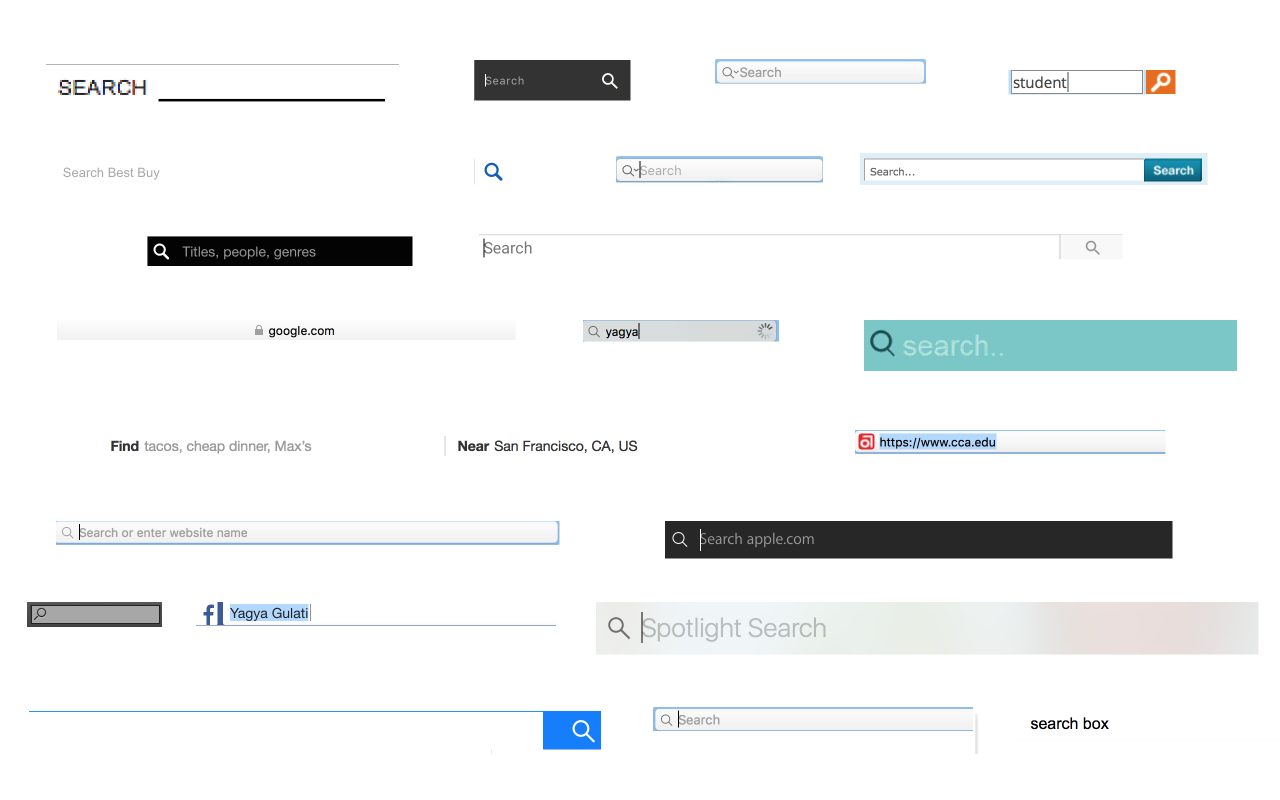 SEARCH
Search
Search
student
Search Best Buy
Search
Search... Search
Titles, people, genres
Search
google.com
yagya
search..
Find tacos, cheap dinner, Max's
Near San Francisco, CA, US
https://www.cca.edu
Search or enter website name
Search apple.com
f Yagya Gulati
Spotlight Search
Search
search box